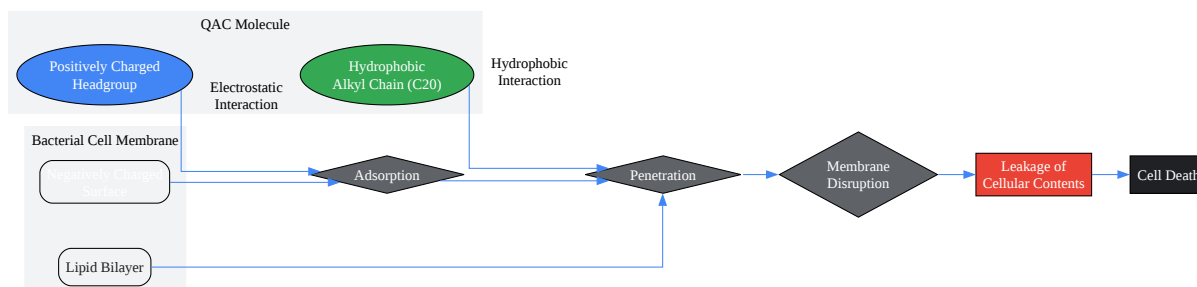 QAC Molecule
Positively Charged
Headgroup
Hydrophobic
Alkyl Chain (C20)
Electrostatic
Interaction
Hydrophobic
Interaction
Bacterial Cell Membrane
Negatively Charged
Surface
Lipid Bilayer
Adsorption
Penetration
Membrane
Disruption
Leakage of
Cellular Contents
Cell Death